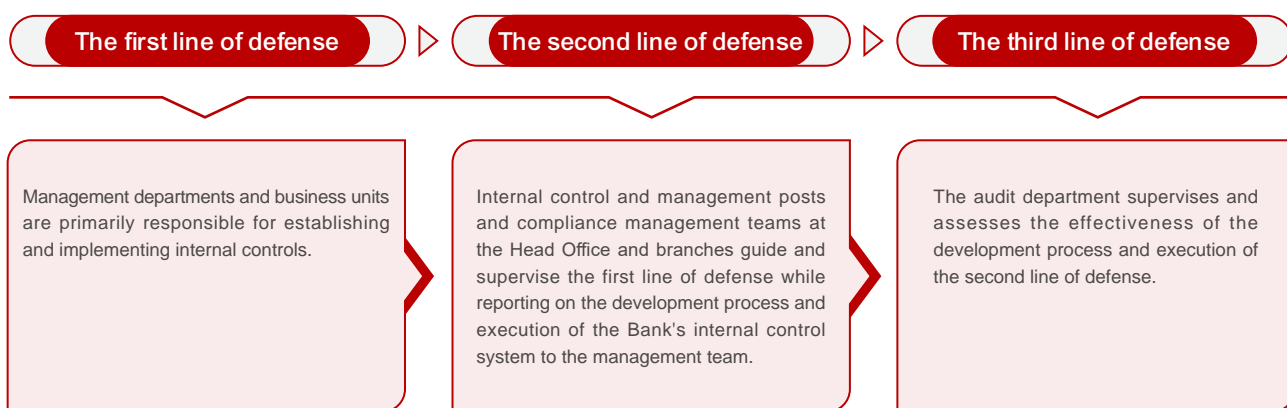 The first line of defense
The second line of defense
The third line of defense
Management departments and business units
are primarily responsible for establishing
and implementing internal controls.
Internal control and management posts
and compliance management teams at
the Head Office and branches guide and
supervise the first line of defense while
reporting on the development process and
execution of the Bank's internal control
system to the management team.
The audit department supervises and
assesses the effectiveness of the
development process and execution of
the second line of defense.